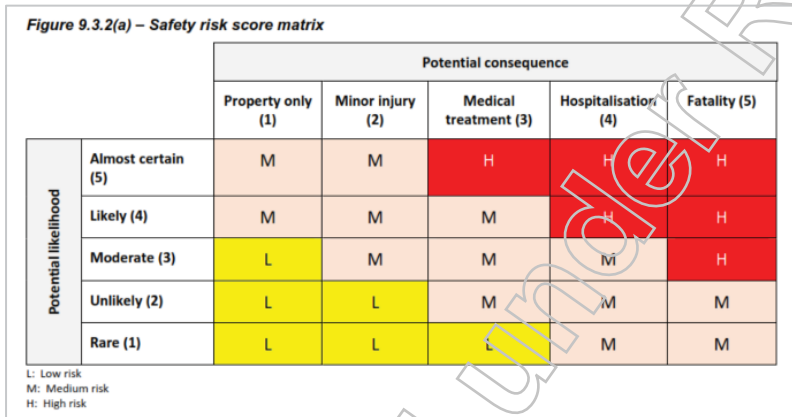 Figure 9.3.2(a) – Safety risk score matrix
Potential consequence
Property only (1) Minor injury (2) Medical treatment (3) Hospitalisation (4) Fatality (5)
Potential likelihood
Almost certain (5) M M H H H
Likely (4) M M M H H
Moderate (3) L M M M H
Unlikely (2) L L M M M
Rare (1) L L L M M
L: Low risk
M: Medium risk
H: High risk
under R